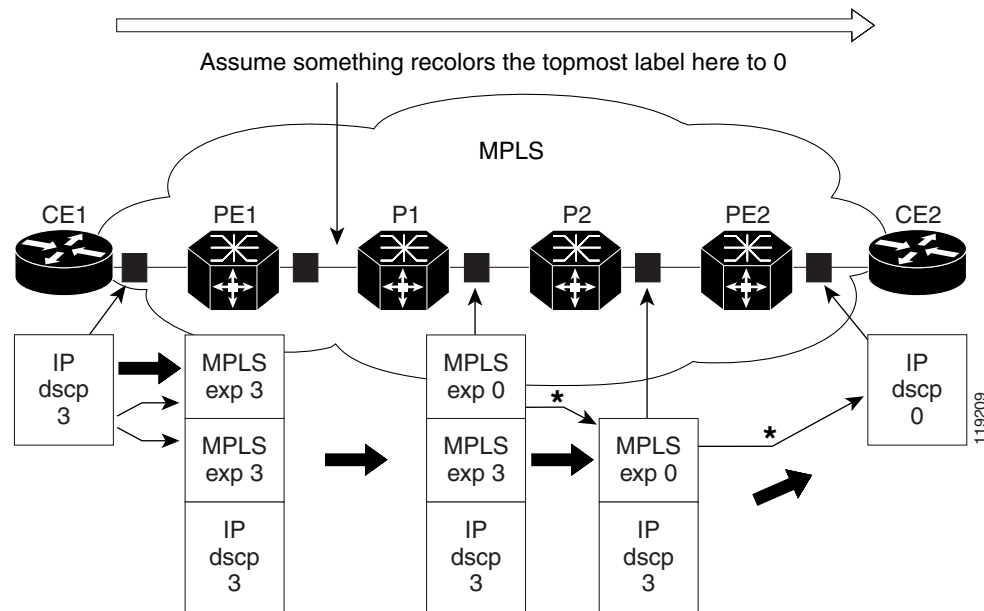 Assume something recolors the topmost label here to 0
MPLS
CE1
PE1
P1
P2
PE2
CE2
IP
dscp
3
MPLS
exp 3
MPLS
exp 3
IP
dscp
3
MPLS
exp 0
MPLS
exp 3
IP
dscp
3
*
MPLS
exp 0
IP
dscp
3
*
IP
dscp
0
119209